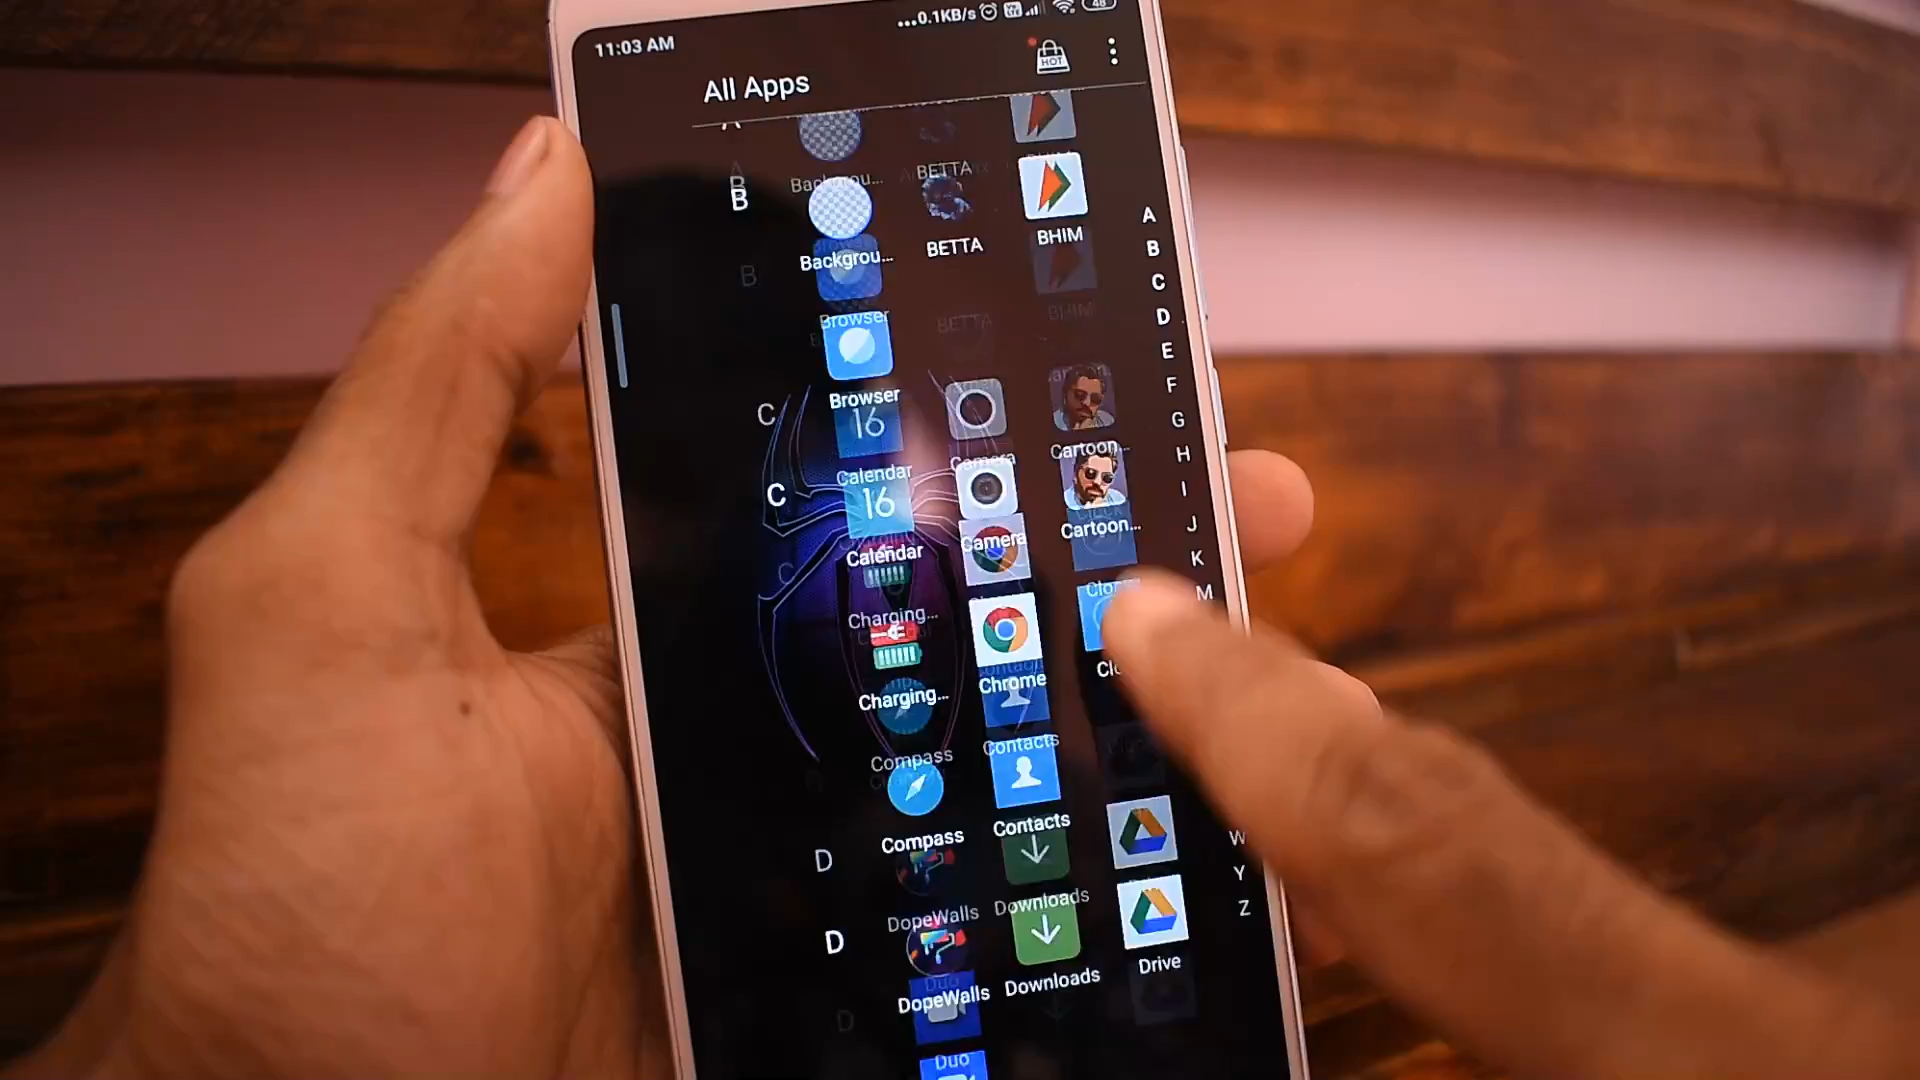 11:03 AM
...0.1KB/s
48
All Apps
HOT
B
Backgrou...
BETTA
BHIM
Browser
C
16
Calendar
Camera
Cartoon...
Charging...
Chrome
Compass
Contacts
D
DopeWalls
Downloads
Drive
Duo
A
B
C
D
E
F
G
H
I
J
K
M
W
Y
Z